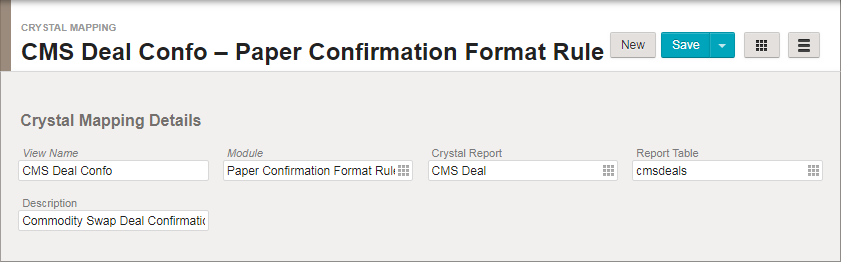 CRYSTAL MAPPING
CMS Deal Confo – Paper Confirmation Format Rule
New Save
Crystal Mapping Details
View Name Module Crystal Report Report Table
CMS Deal Confo Paper Confirmation Format Rul CMS Deal cmsdeals
Description
Commodity Swap Deal Confirmatic